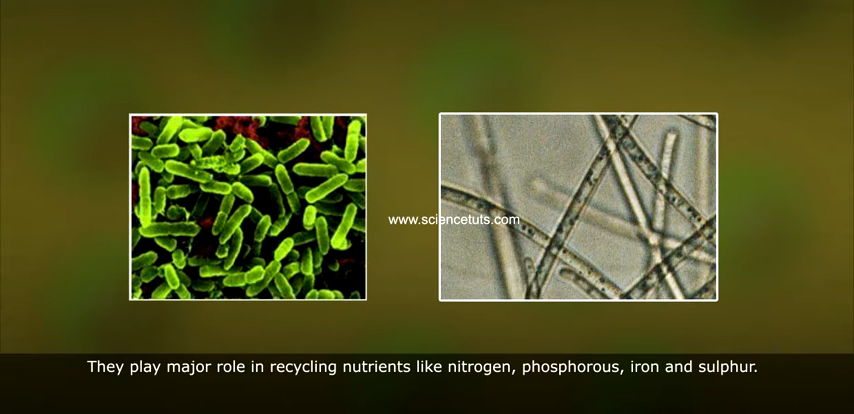 www.sciencetuts.com
They play major role in recycling nutrients like nitrogen, phosphorous, iron and sulphur.